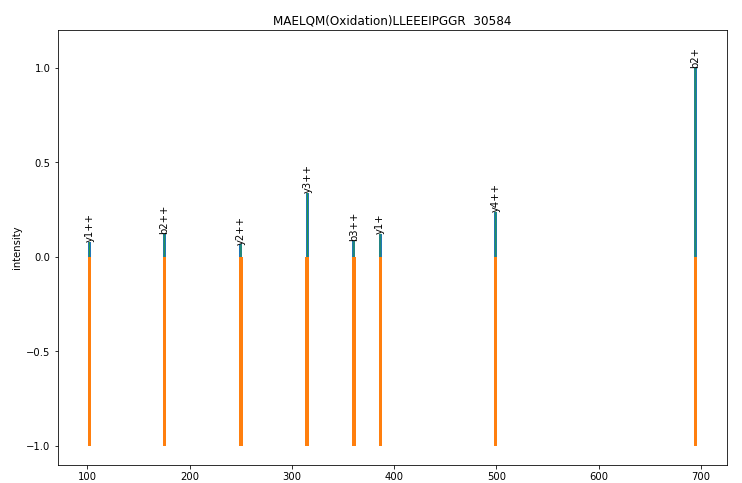 MAELQM(Oxidation)LLEEEIPGGR 30584
b2+
y3++
y4++
y1++
b2++
y2++
b3++
y1+
1.0
0.5
0.0
−0.5
−1.0
intensity
100 200 300 400 500 600 700